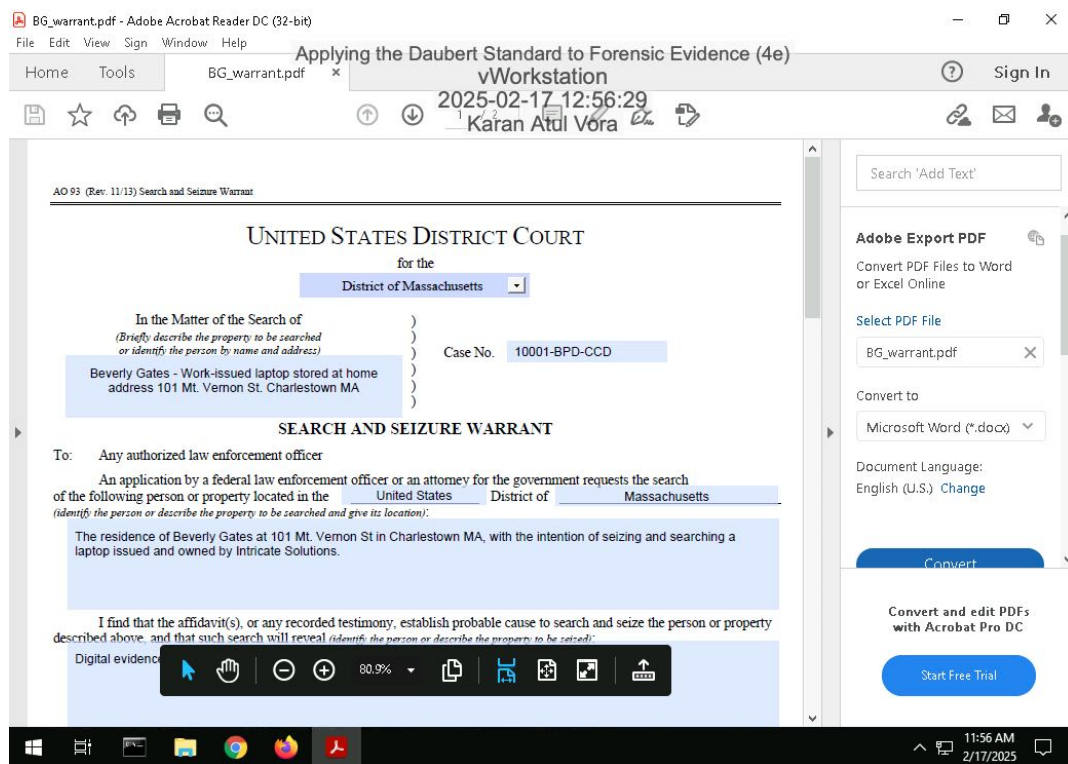 BG_warrant.pdf - Adobe Acrobat Reader DC (32-bit)
File Edit View Sign Window Help
Applying the Daubert Standard to Forensic Evidence (4e)
vWorkstation
2025-02-17 12:56:29
Karan Atul Vora
Home Tools BG_warrant.pdf × Sign In
1 / 2
AO 93 (Rev. 11/13) Search and Seizure Warrant
UNITED STATES DISTRICT COURT
for the
District of Massachusetts
In the Matter of the Search of
(Briefly describe the property to be searched
or identify the person by name and address)
Beverly Gates - Work-issued laptop stored at home
address 101 Mt. Vernon St. Charlestown MA
)
)
)
)
)
)
Case No. 10001-BPD-CCD
SEARCH AND SEIZURE WARRANT
To: Any authorized law enforcement officer
An application by a federal law enforcement officer or an attorney for the government requests the search
of the following person or property located in the United States District of Massachusetts
(identify the person or describe the property to be searched and give its location):
The residence of Beverly Gates at 101 Mt. Vernon St in Charlestown MA, with the intention of seizing and searching a
laptop issued and owned by Intricate Solutions.
I find that the affidavit(s), or any recorded testimony, establish probable cause to search and seize the person or property
described above, and that such search will reveal (identify the person or describe the property to be seized):
Digital evidence
80.9%
Search 'Add Text'
Adobe Export PDF
Convert PDF Files to Word
or Excel Online
Select PDF File
BG_warrant.pdf
Convert to
Microsoft Word (*.docx)
Document Language:
English (U.S.) Change
Convert
Convert and edit PDFs
with Acrobat Pro DC
Start Free Trial
11:56 AM
2/17/2025